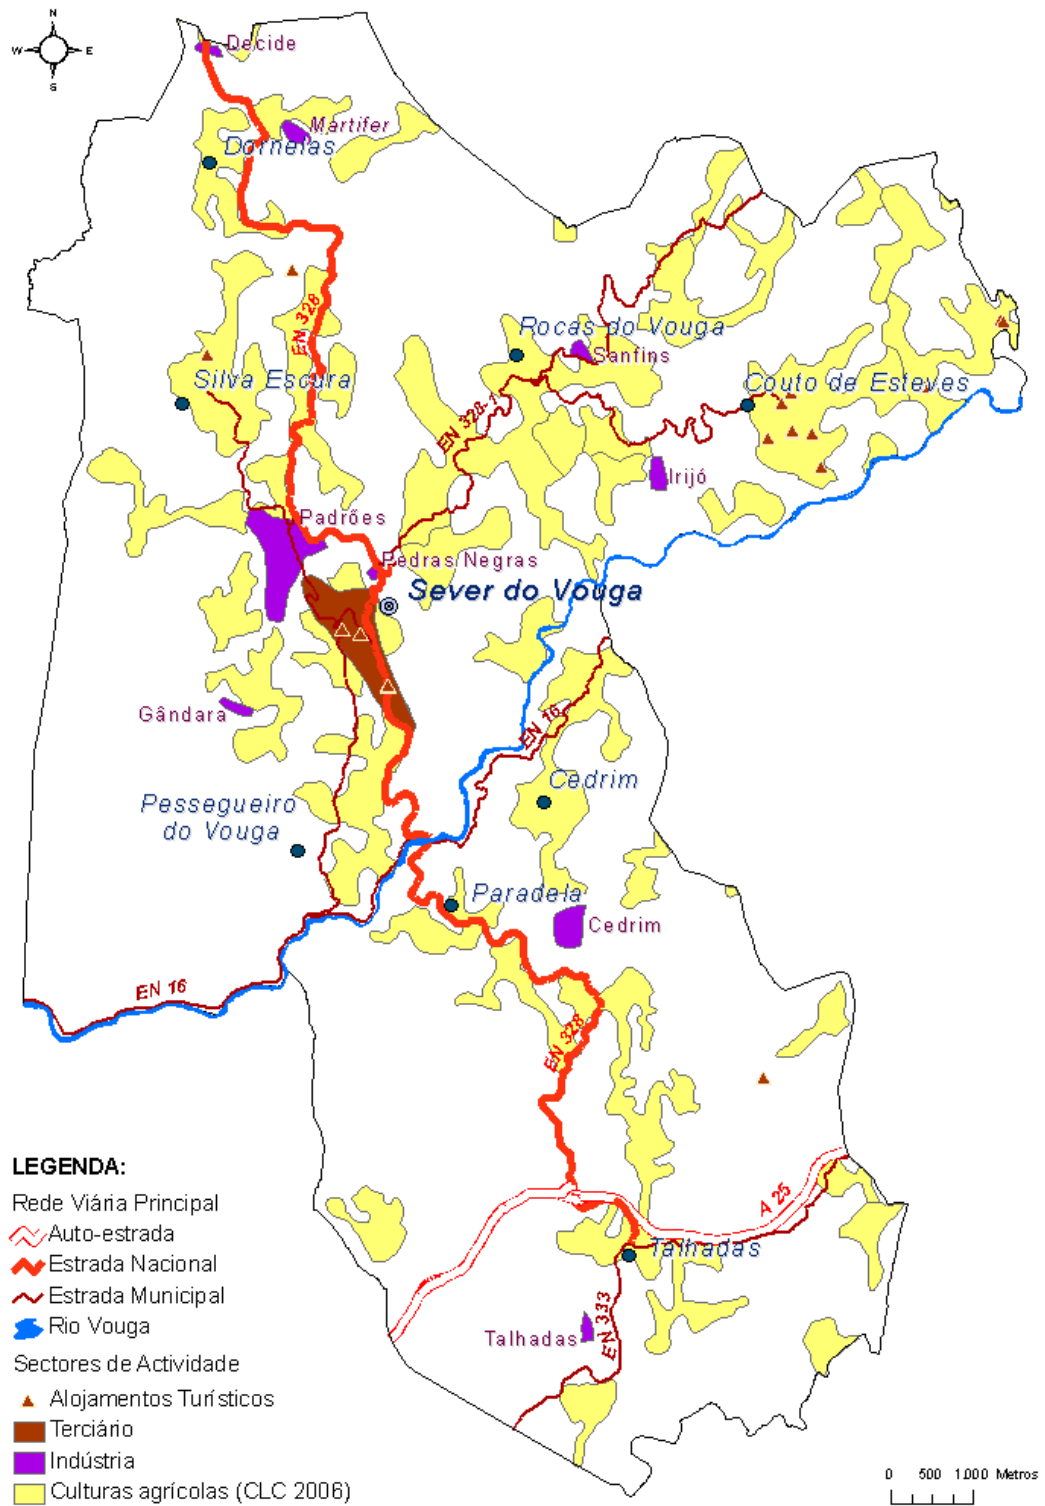 N
W E
S
Decide
Martifer
Dornelas
EN 328
Rocas do Vouga
Sanfins
Silva Escura
Couto de Esteves
EN 328-1
Irijó
Padrões
Pedras Negras
Sever do Vouga
Gândara
EN 16
Cedrim
Pessegueiro
do Vouga
Paradela
Cedrim
EN 16
EN 328
A 25
Talhadas
EN 333
Talhadas
LEGENDA:
Rede Viária Principal
Auto-estrada
Estrada Nacional
Estrada Municipal
Rio Vouga
Sectores de Actividade
Alojamentos Turísticos
Terciário
Indústria
Culturas agrícolas (CLC 2006)
0 500 1.000 Metros